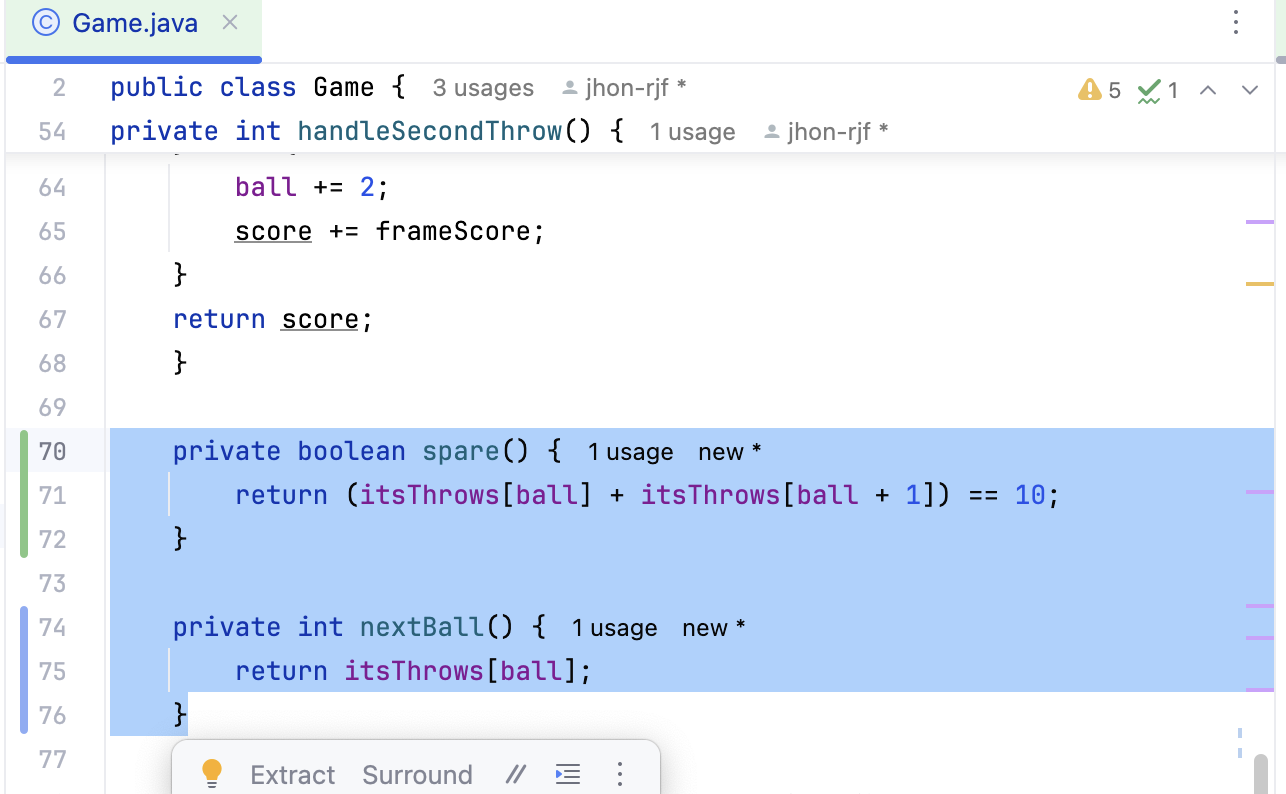 Game.java
2 public class Game { 3 usages jhon-rjf * 5 1
54 private int handleSecondThrow() { 1 usage jhon-rjf *
64 ball += 2;
65 score += frameScore;
66 }
67 return score;
68 }
69
70 private boolean spare() { 1 usage new *
71 return (itsThrows[ball] + itsThrows[ball + 1]) == 10;
72 }
73
74 private int nextBall() { 1 usage new *
75 return itsThrows[ball];
76 }
77
Extract Surround //